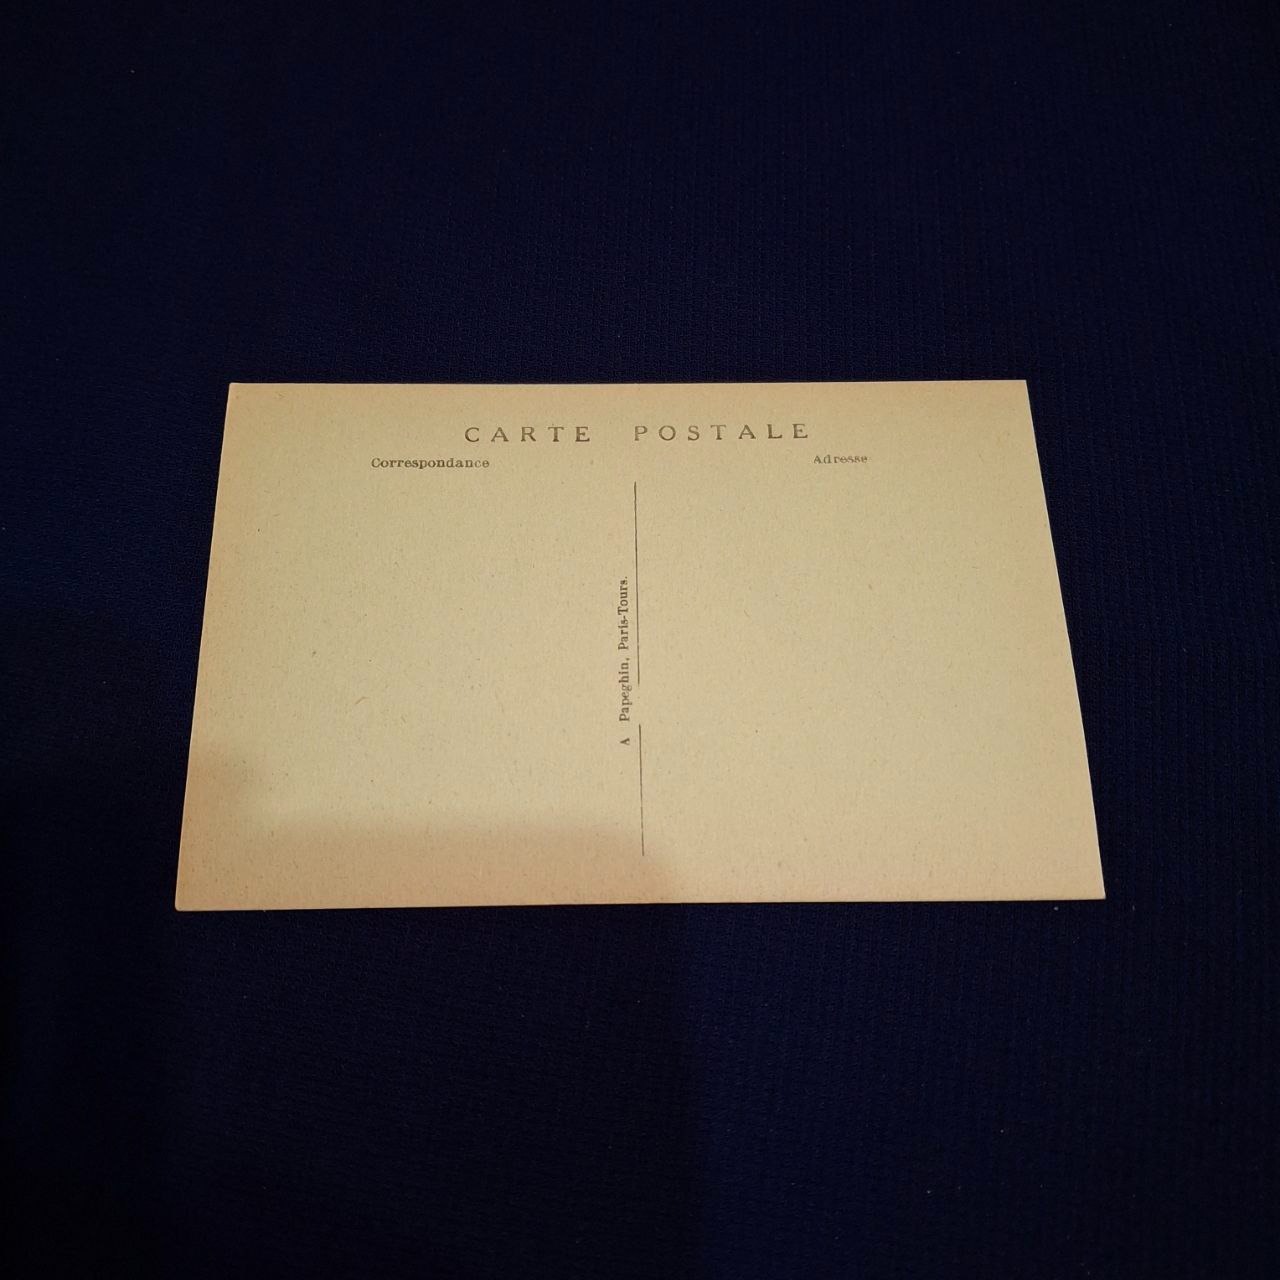 CARTE POSTALE
Correspondance
Adresse
A Papeghin, Paris-Tours.